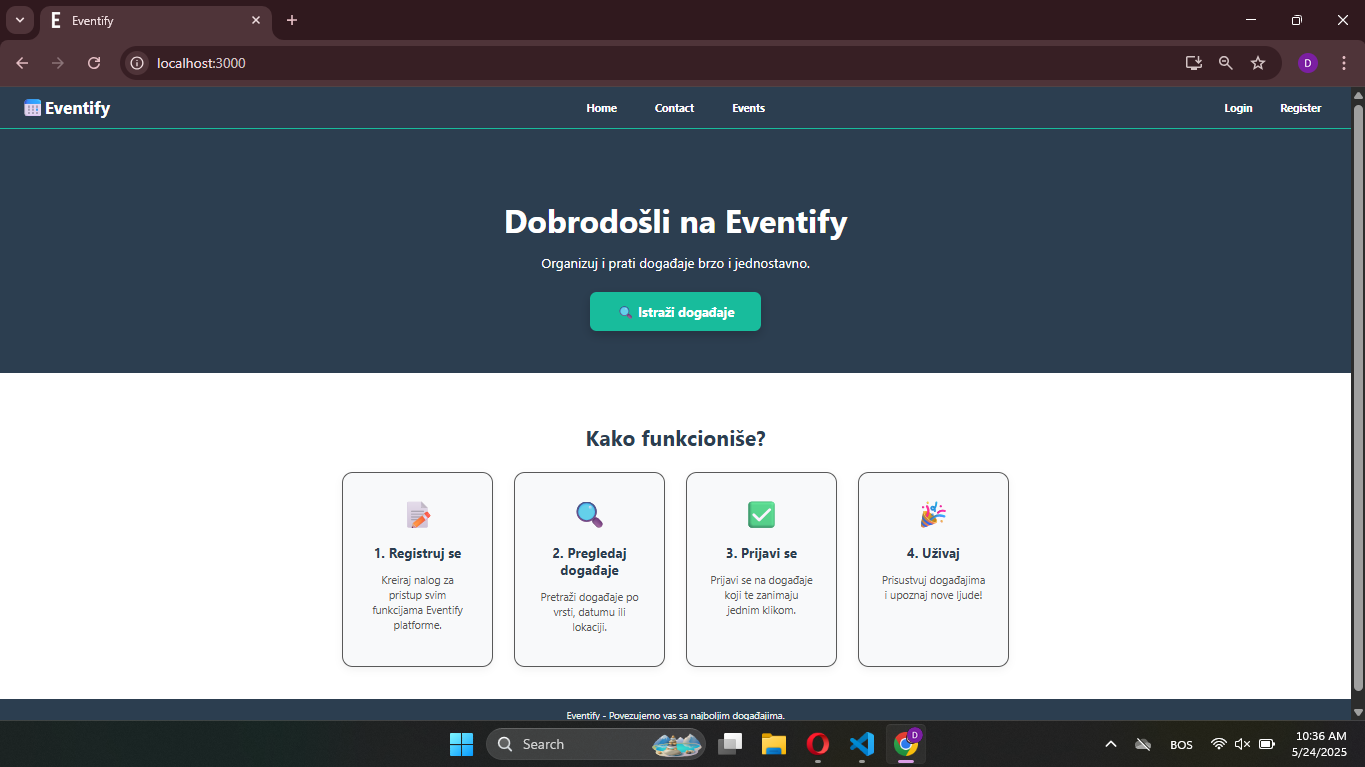 Eventify
localhost:3000
D
Eventify
Home
Contact
Events
Login
Register
Dobrodošli na Eventify
Organizuj i prati događaje brzo i jednostavno.
Istraži događaje
Kako funkcioniše?
1. Registruj se
Kreiraj nalog za
pristup svim
funkcijama Eventify
platforme.
2. Pregledaj
događaje
Pretraži događaje po
vrsti, datumu ili
lokaciji.
3. Prijavi se
Prijavi se na događaje
koji te zanimaju
jednim klikom.
4. Uživaj
Prisustvuj događajima
i upoznaj nove ljude!
Eventify - Povezujemo vas sa najboljim događajima.
Search
D
BOS
10:36 AM
5/24/2025